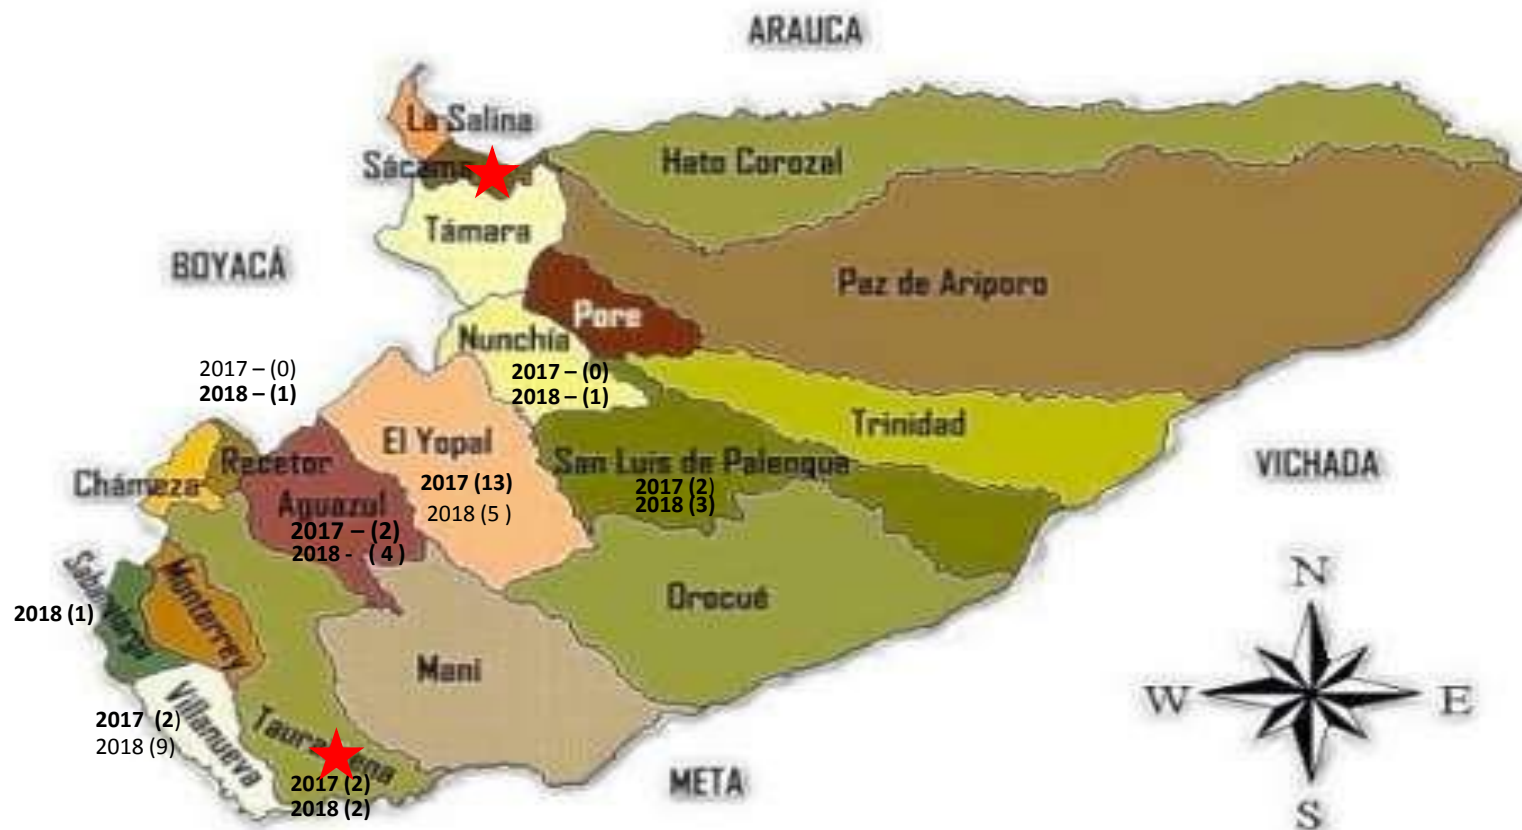 ARAUCA
La Salina
Sácama
Hato Corozal
Támara
BOYACÁ
Paz de Ariporo
Pore
Nunchía
2017 – (0)
2018 – (1)
2017 – (0)
2018 – (1)
Trinidad
El Yopal
2017 (13)
2018 (5 )
San Luis de Palenque
2017 (2)
2018 (3)
VICHADA
Recetor
Chámeza
Aguazul
2017 – (2)
2018 - ( 4 )
Monterrey
2018 (1)
Orocué
N
W
E
S
Maní
Villanueva
2017 (2)
2018 (9)
2017 (2)
2018 (2)
META